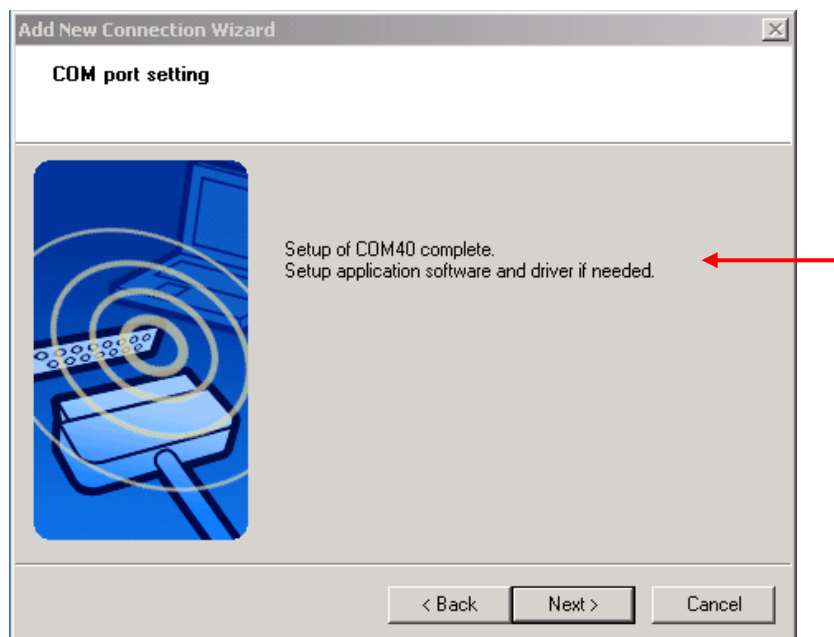 Add New Connection Wizard
COM port setting
Setup of COM40 complete.
Setup application software and driver if needed.
< Back
Next >
Cancel